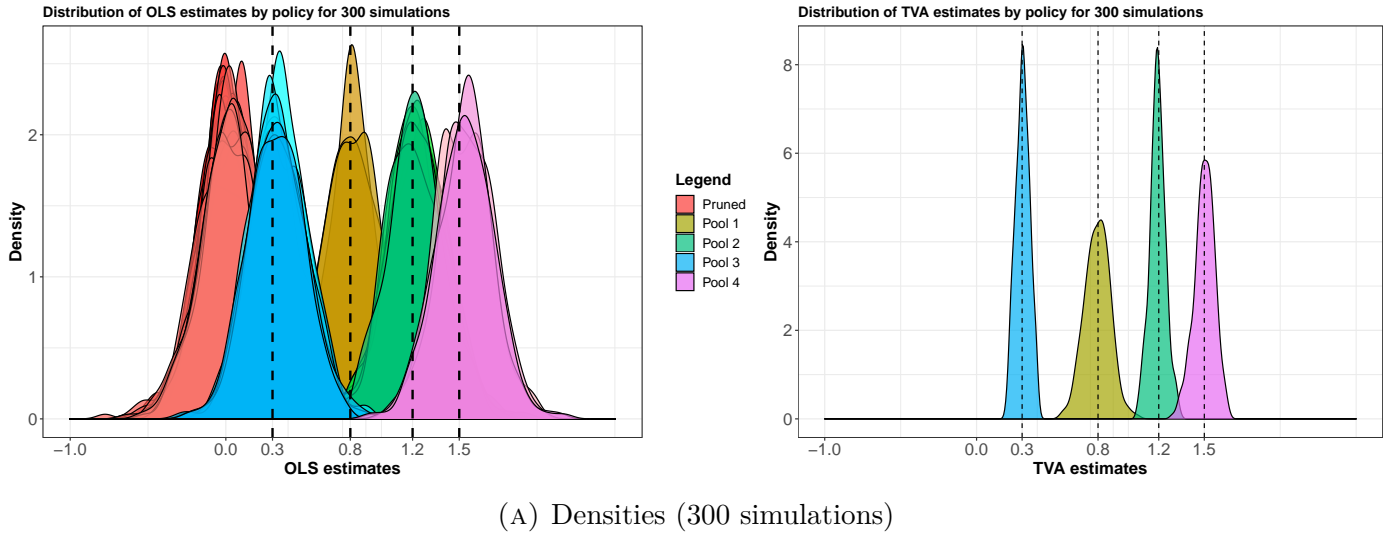 Distribution of OLS estimates by policy for 300 simulations
Density
2
1
0
−1.0 0.0 0.3 0.8 1.2 1.5
OLS estimates
Legend
Pruned
Pool 1
Pool 2
Pool 3
Pool 4
Distribution of TVA estimates by policy for 300 simulations
Density
8
6
4
2
0
−1.0 0.0 0.3 0.8 1.2 1.5
TVA estimates
(A) Densities (300 simulations)